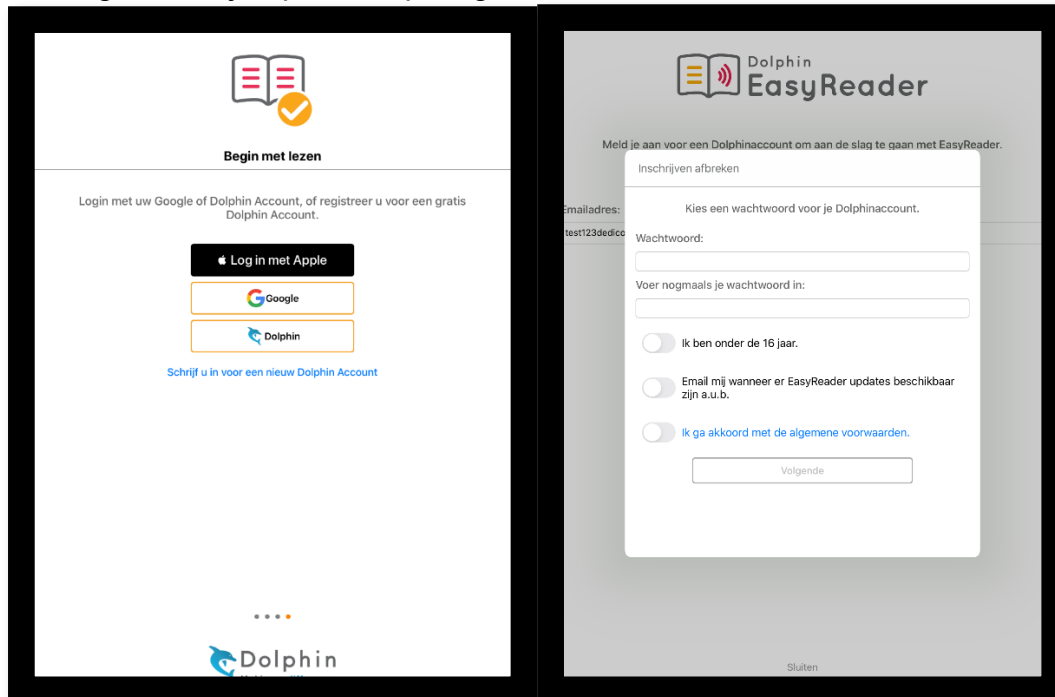 Begin met lezen
Login met uw Google of Dolphin Account, of registreer u voor een gratis
Dolphin Account.
Log in met Apple
Google
Dolphin
Schrijf u in voor een nieuw Dolphin Account
Dolphin
Dolphin
EasyReader
Meld je aan voor een Dolphinaccount om aan de slag te gaan met EasyReader.
Inschrijven afbreken
Emailadres:
Kies een wachtwoord voor je Dolphinaccount.
test123dedico
Wachtwoord:
Voer nogmaals je wachtwoord in:
Ik ben onder de 16 jaar.
Email mij wanneer er EasyReader updates beschikbaar
zijn a.u.b.
Ik ga akkoord met de algemene voorwaarden.
Volgende
Sluiten